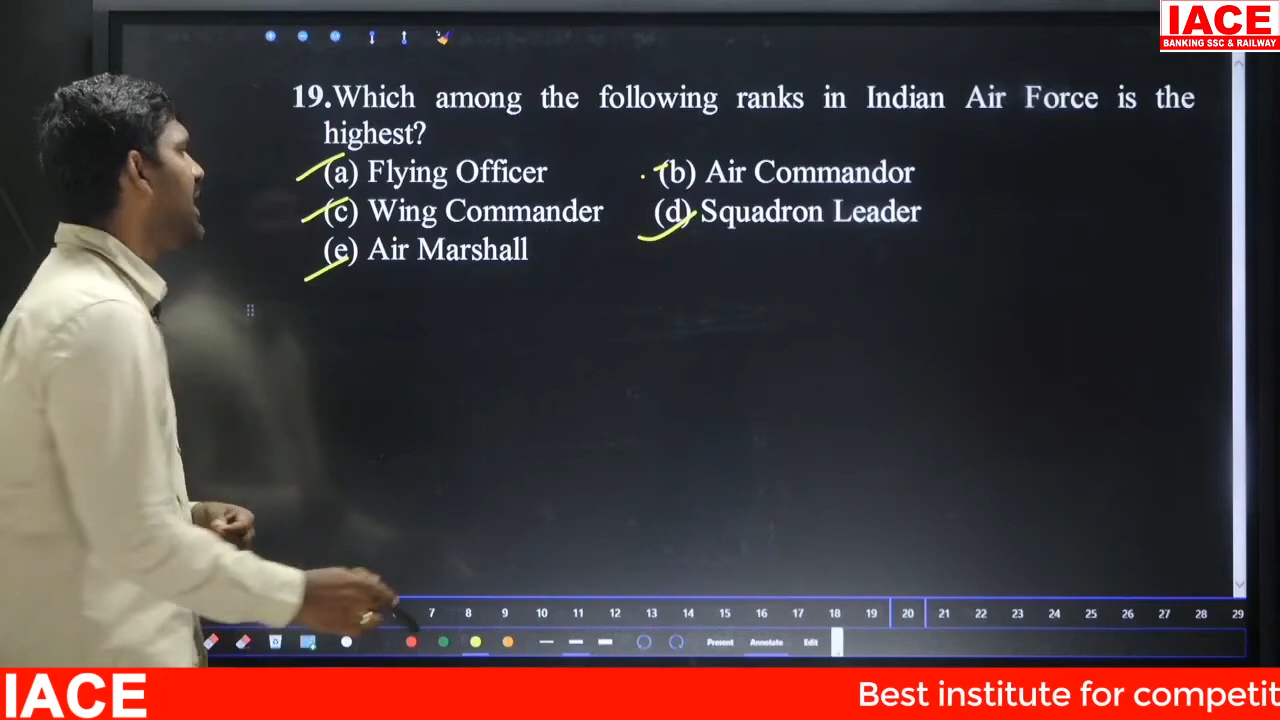 IACE
BANKING SSC & RAILWAY
19.Which among the following ranks in Indian Air Force is the
highest?
(a) Flying Officer (b) Air Commandor
(c) Wing Commander (d) Squadron Leader
(e) Air Marshall
7 8 9 10 11 12 13 14 15 16 17 18 19 20 21 22 23 24 25 26 27 28 29
Present Annotate Edit
IACE
Best institute for competit